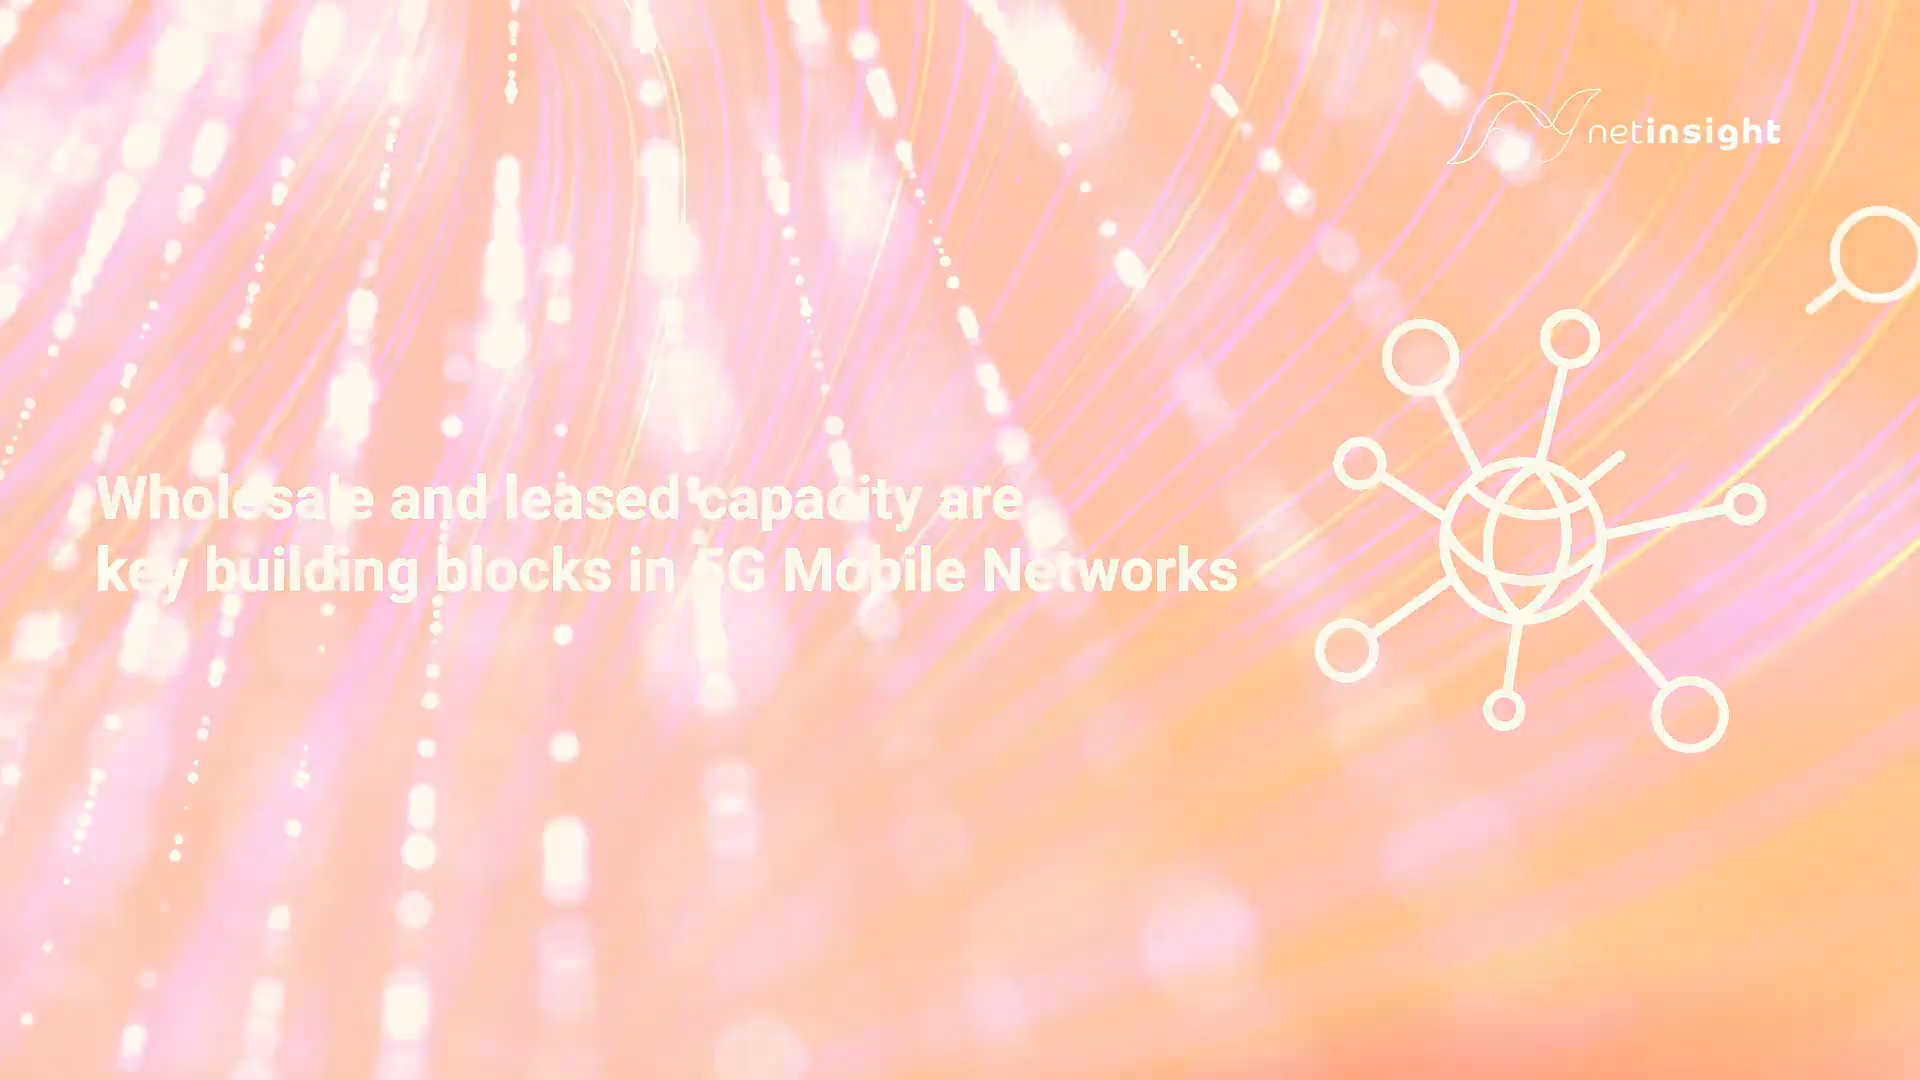 netinsight
Wholesale and leased capacity are
key building blocks in 5G Mobile Networks